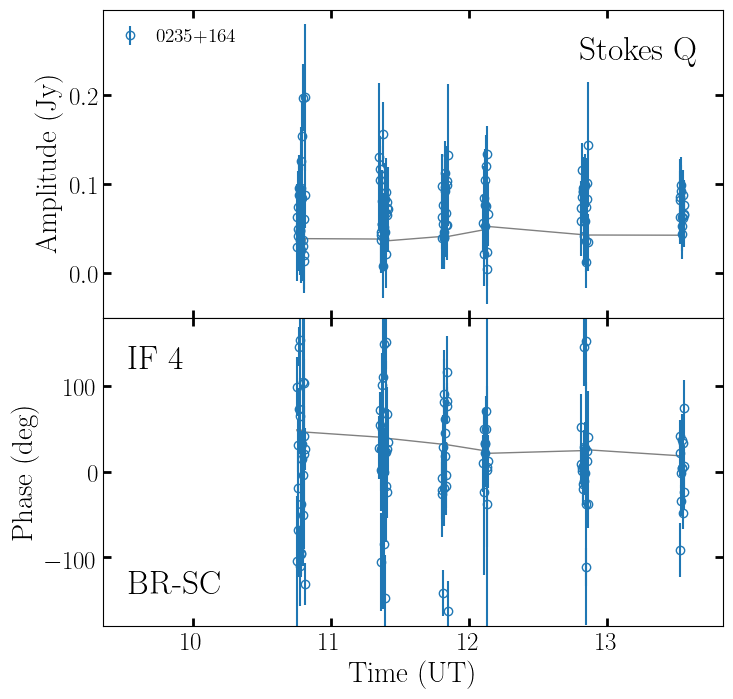 0235+164
Stokes Q
Amplitude (Jy)
0.2
0.1
0.0
IF 4
Phase (deg)
100
0
−100
BR-SC
10 11 12 13
Time (UT)